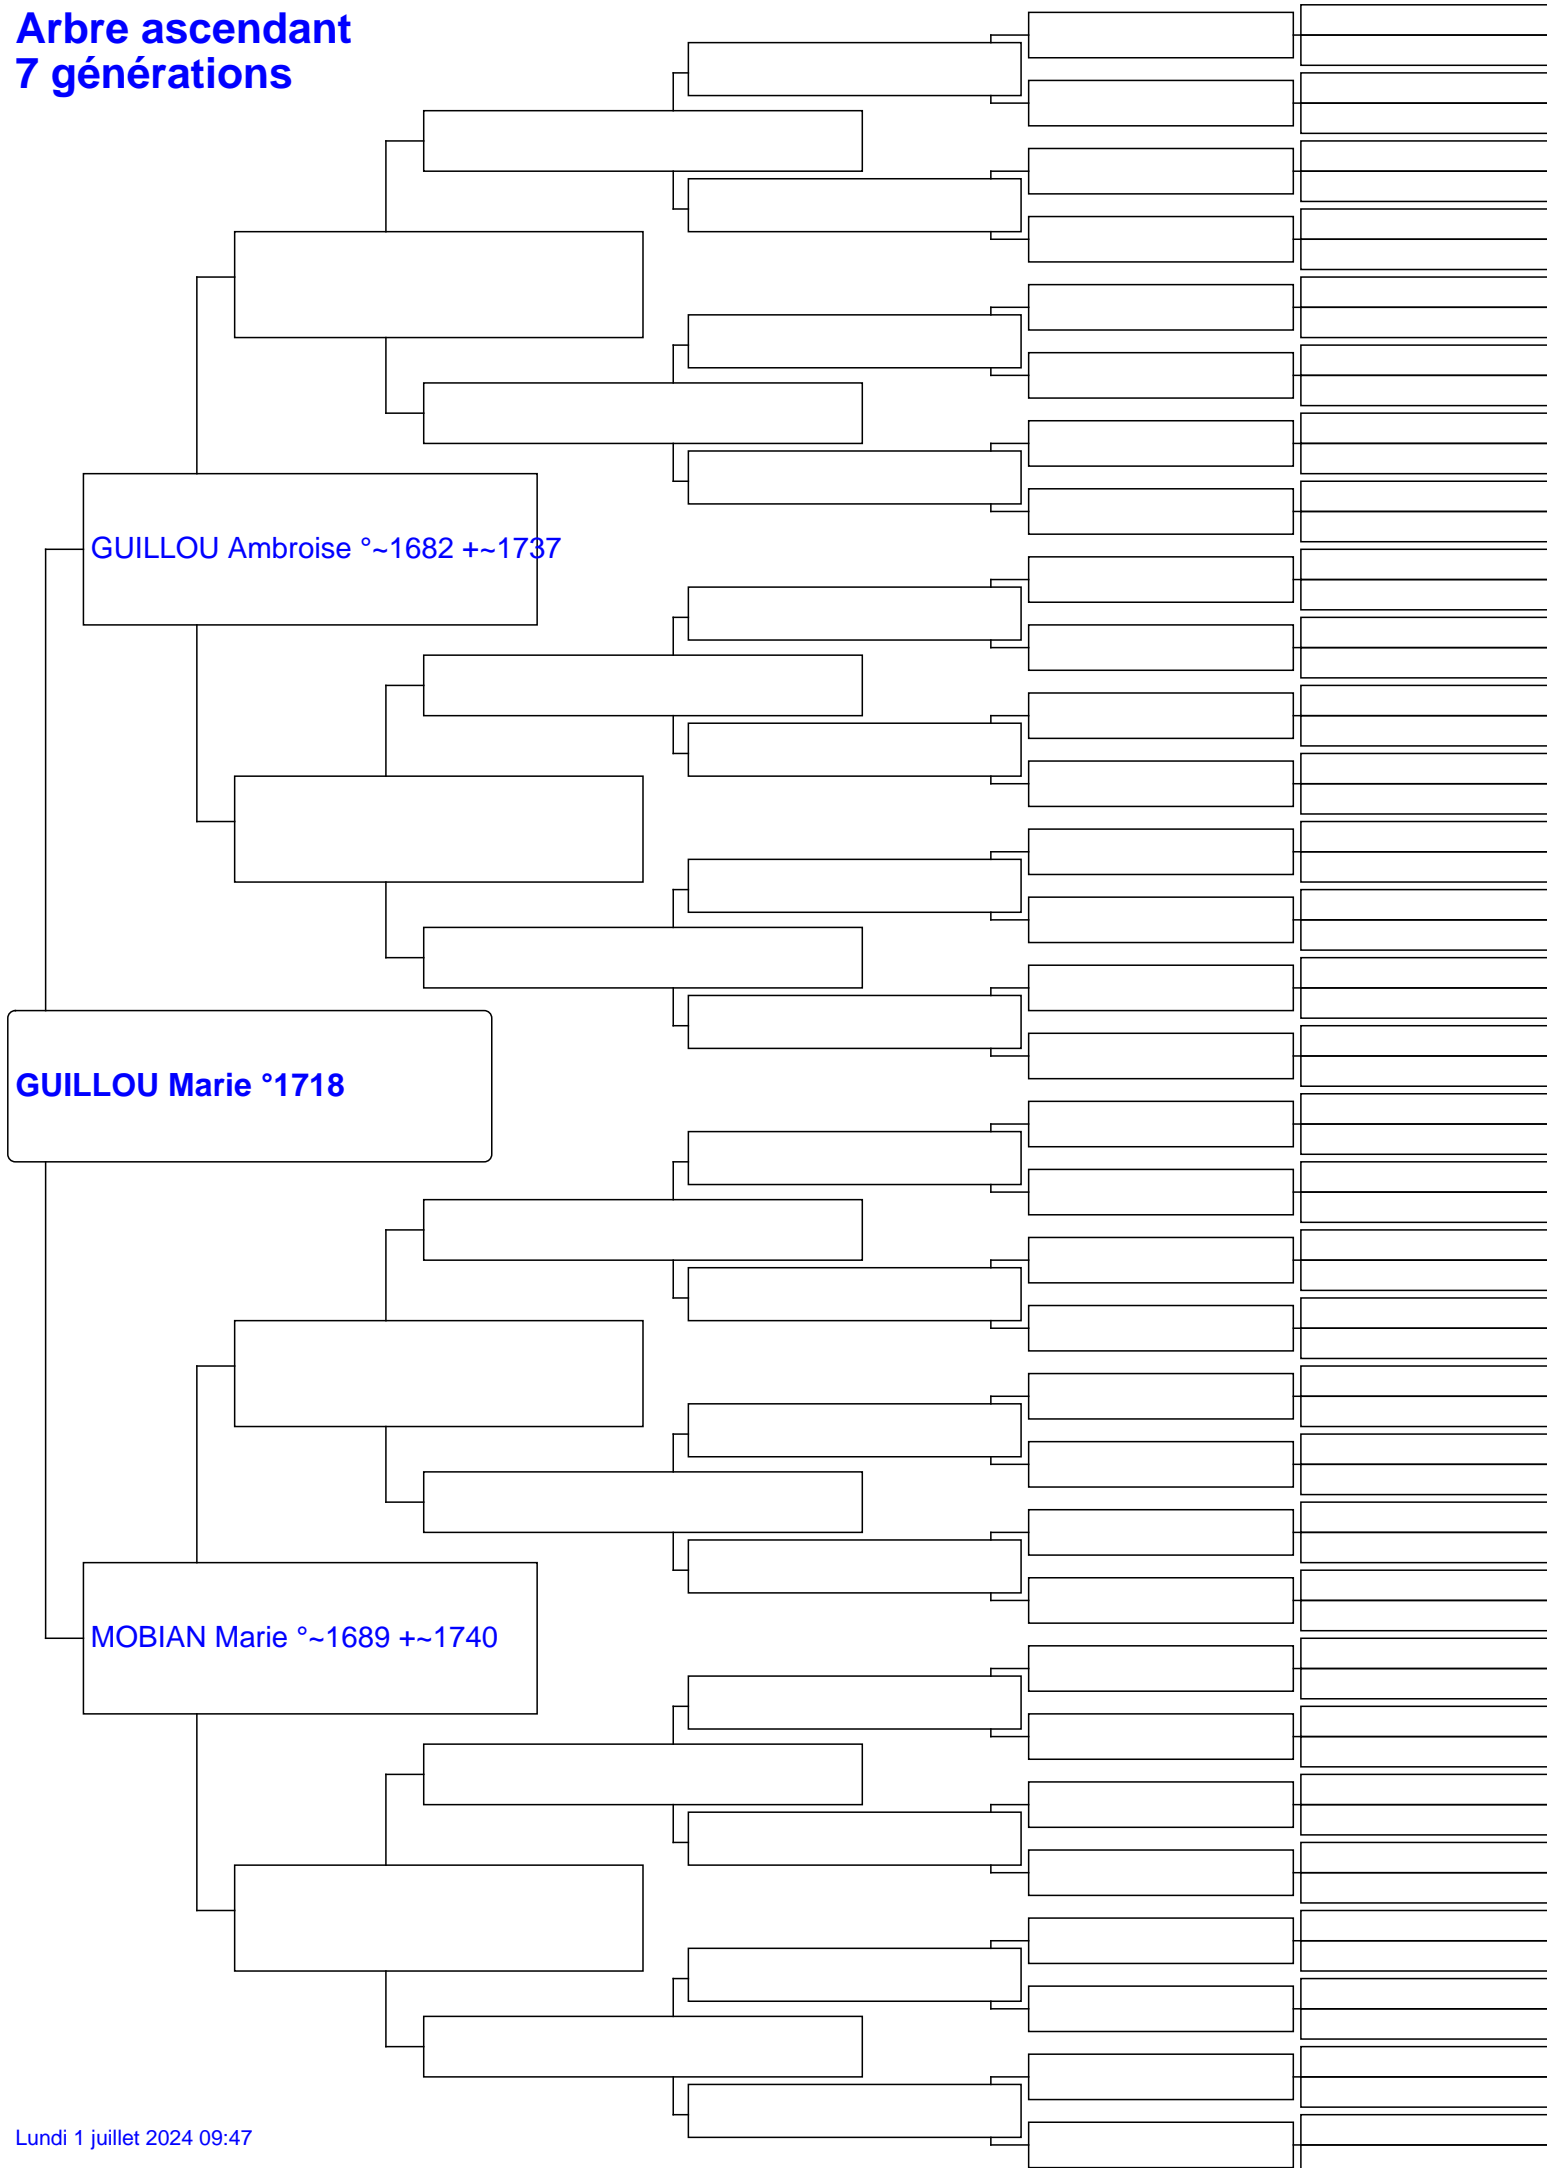 Arbre ascendant
7 générations
GUILLOU Ambroise °~1682 +~1737
GUILLOU Marie °1718
MOBIAN Marie °~1689 +~1740
Lundi 1 juillet 2024 09:47